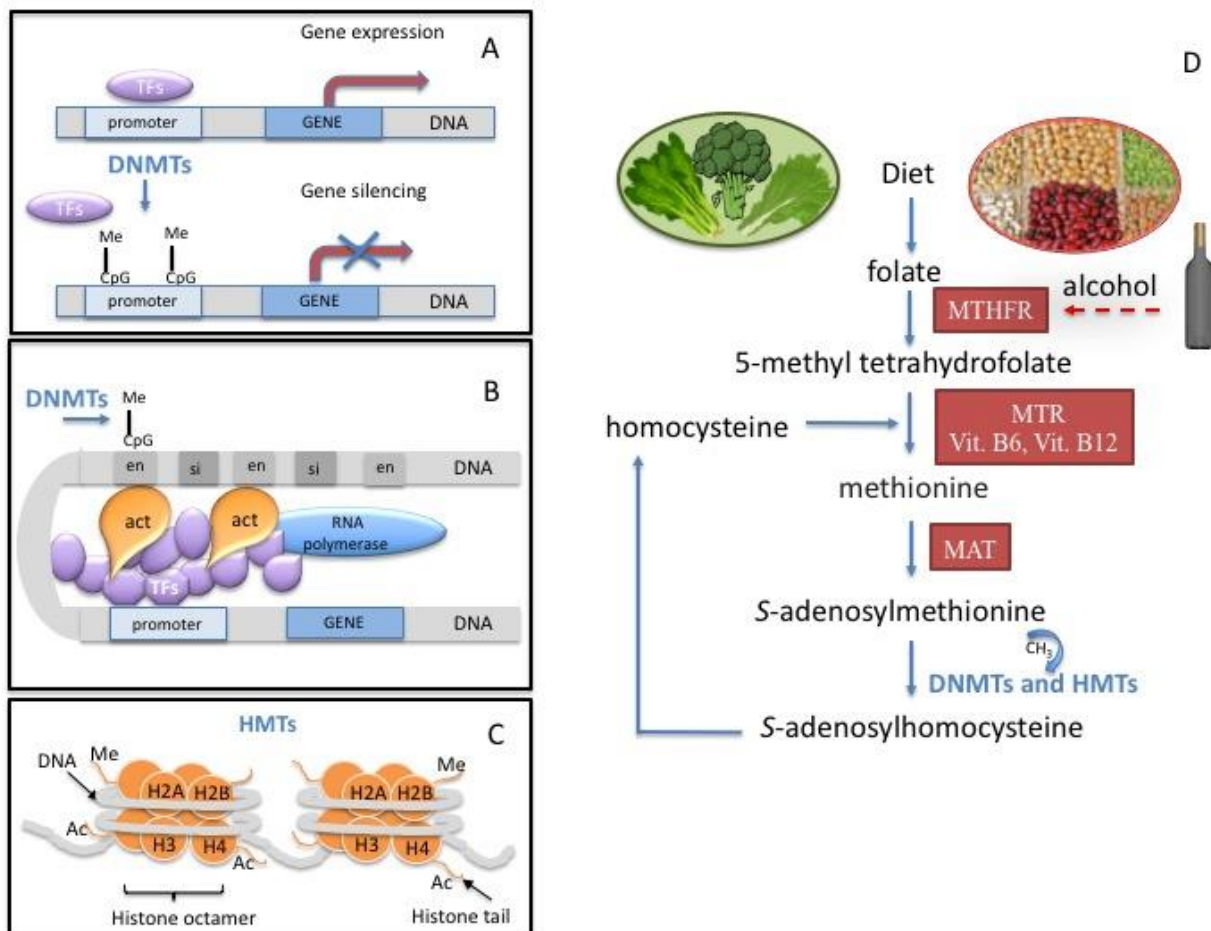 A
Gene expression
TFs
promoter
GENE
DNA
DNMTs
Gene silencing
TFs
Me
Me
CpG
CpG
promoter
GENE
DNA
B
DNMTs
Me
CpG
en
si
en
si
en
DNA
act
act
RNA
polymerase
TFs
promoter
GENE
DNA
C
HMTs
DNA
Me
Me
H2A
H2B
H2A
H2B
Ac
H3
H4
H3
H4
Ac
Ac
Histone octamer
Histone tail
D
Diet
folate
alcohol
MTHFR
5-methyl tetrahydrofolate
homocysteine
MTR
Vit. B6, Vit. B12
methionine
MAT
S-adenosylmethionine
CH3
DNMTs and HMTs
S-adenosylhomocysteine